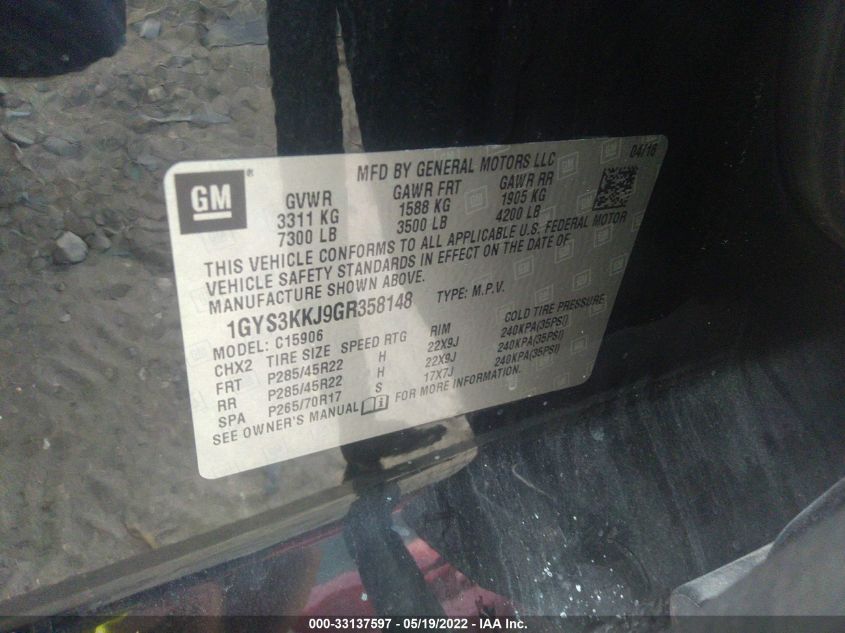 MFD BY GENERAL MOTORS LLC 04/16
GM ®
GVWR GAWR FRT GAWR RR
3311 KG 1588 KG 1905 KG
7300 LB 3500 LB 4200 LB
THIS VEHICLE CONFORMS TO ALL APPLICABLE U.S. FEDERAL MOTOR
VEHICLE SAFETY STANDARDS IN EFFECT ON THE DATE OF
MANUFACTURE SHOWN ABOVE.
1GYS3KKJ9GR358148 TYPE: M.P.V.
MODEL: C15906
CHX2 TIRE SIZE SPEED RTG RIM COLD TIRE PRESSURE
FRT P285/45R22 H 22X9J 240KPA(35PSI)
RR P285/45R22 H 22X9J 240KPA(35PSI)
SPA P265/70R17 S 17X7J 240KPA(35PSI)
SEE OWNER'S MANUAL FOR MORE INFORMATION.
000-33137597 - 05/19/2022 - IAA Inc.